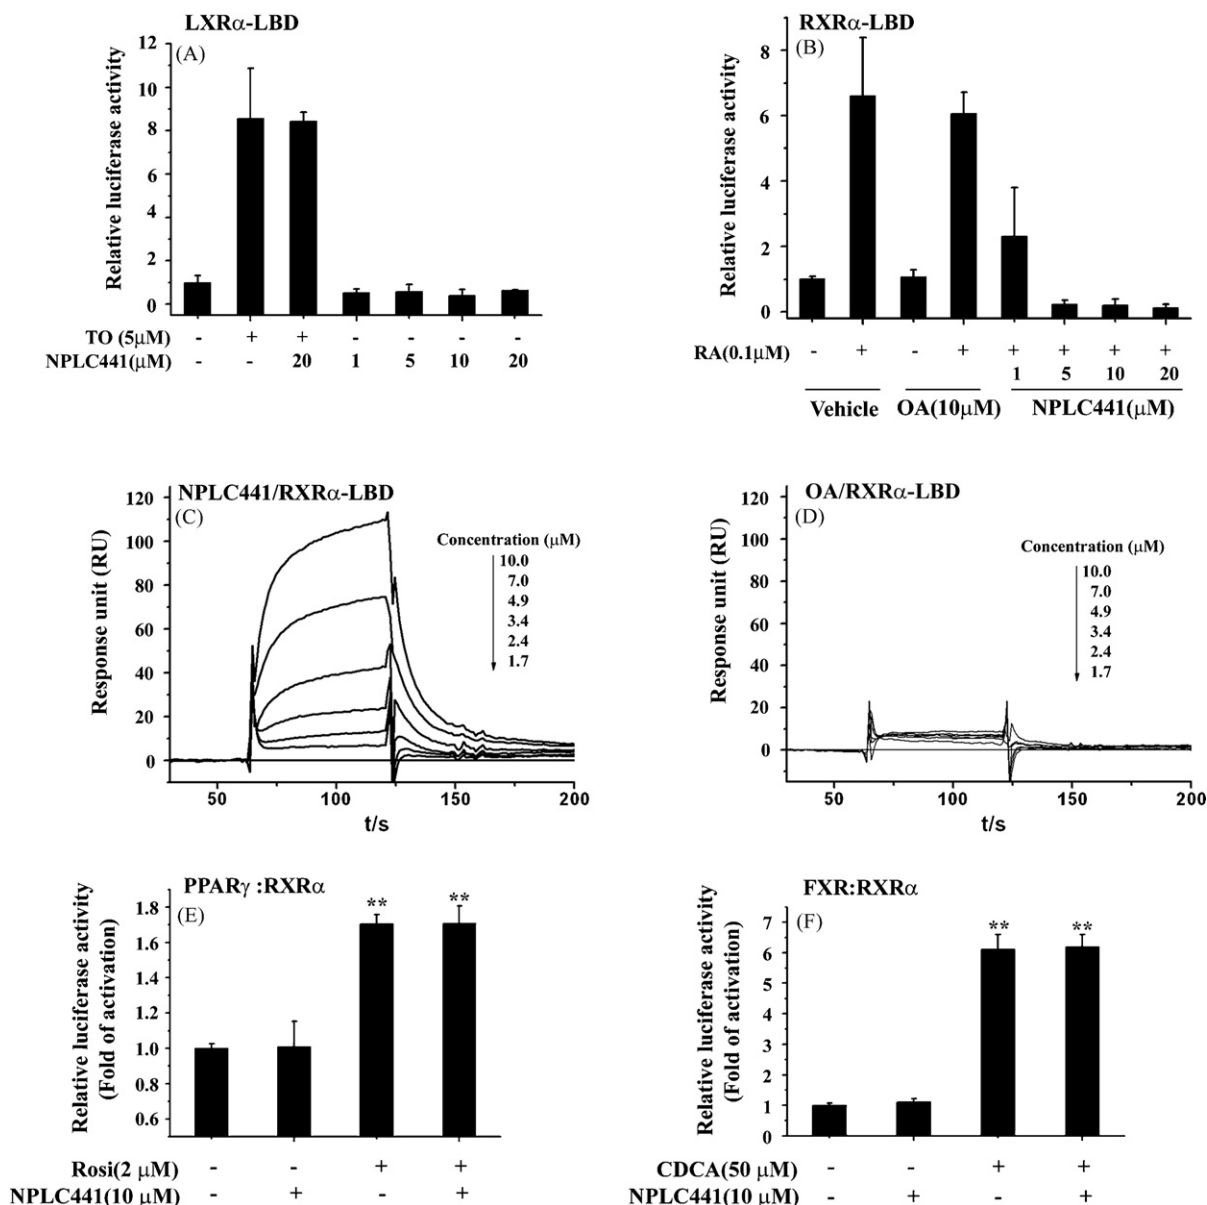 LXRα-LBD
(A)
Relative luciferase activity
12
10
8
6
4
2
0
TO (5μM) - + + - - - -
NPLC441(μM) - - 20 1 5 10 20
RXRα-LBD
(B)
Relative luciferase activity
8
6
4
2
0
RA(0.1μM) - + - + + + + +
1 5 10 20
Vehicle OA(10μM) NPLC441(μM)
NPLC441/RXRα-LBD
(C)
Response unit (RU)
120
100
80
60
40
20
0
Concentration (μM)
10.0
7.0
4.9
3.4
2.4
1.7
50 100 150 200
t/s
OA/RXRα-LBD
(D)
Response unit (RU)
120
100
80
60
40
20
0
Concentration (μM)
10.0
7.0
4.9
3.4
2.4
1.7
50 100 150 200
t/s
PPARγ :RXRα
(E)
Relative luciferase activity
(Fold of activation)
1.8
1.6
1.4
1.2
1.0
0.8
0.6
** **
Rosi(2 μM) - - + +
NPLC441(10 μM) - + - +
FXR:RXRα
(F)
Relative luciferase activity
(Fold of activation)
7
6
5
4
3
2
1
0
** **
CDCA(50 μM) - - + +
NPLC441(10 μM) - + - +